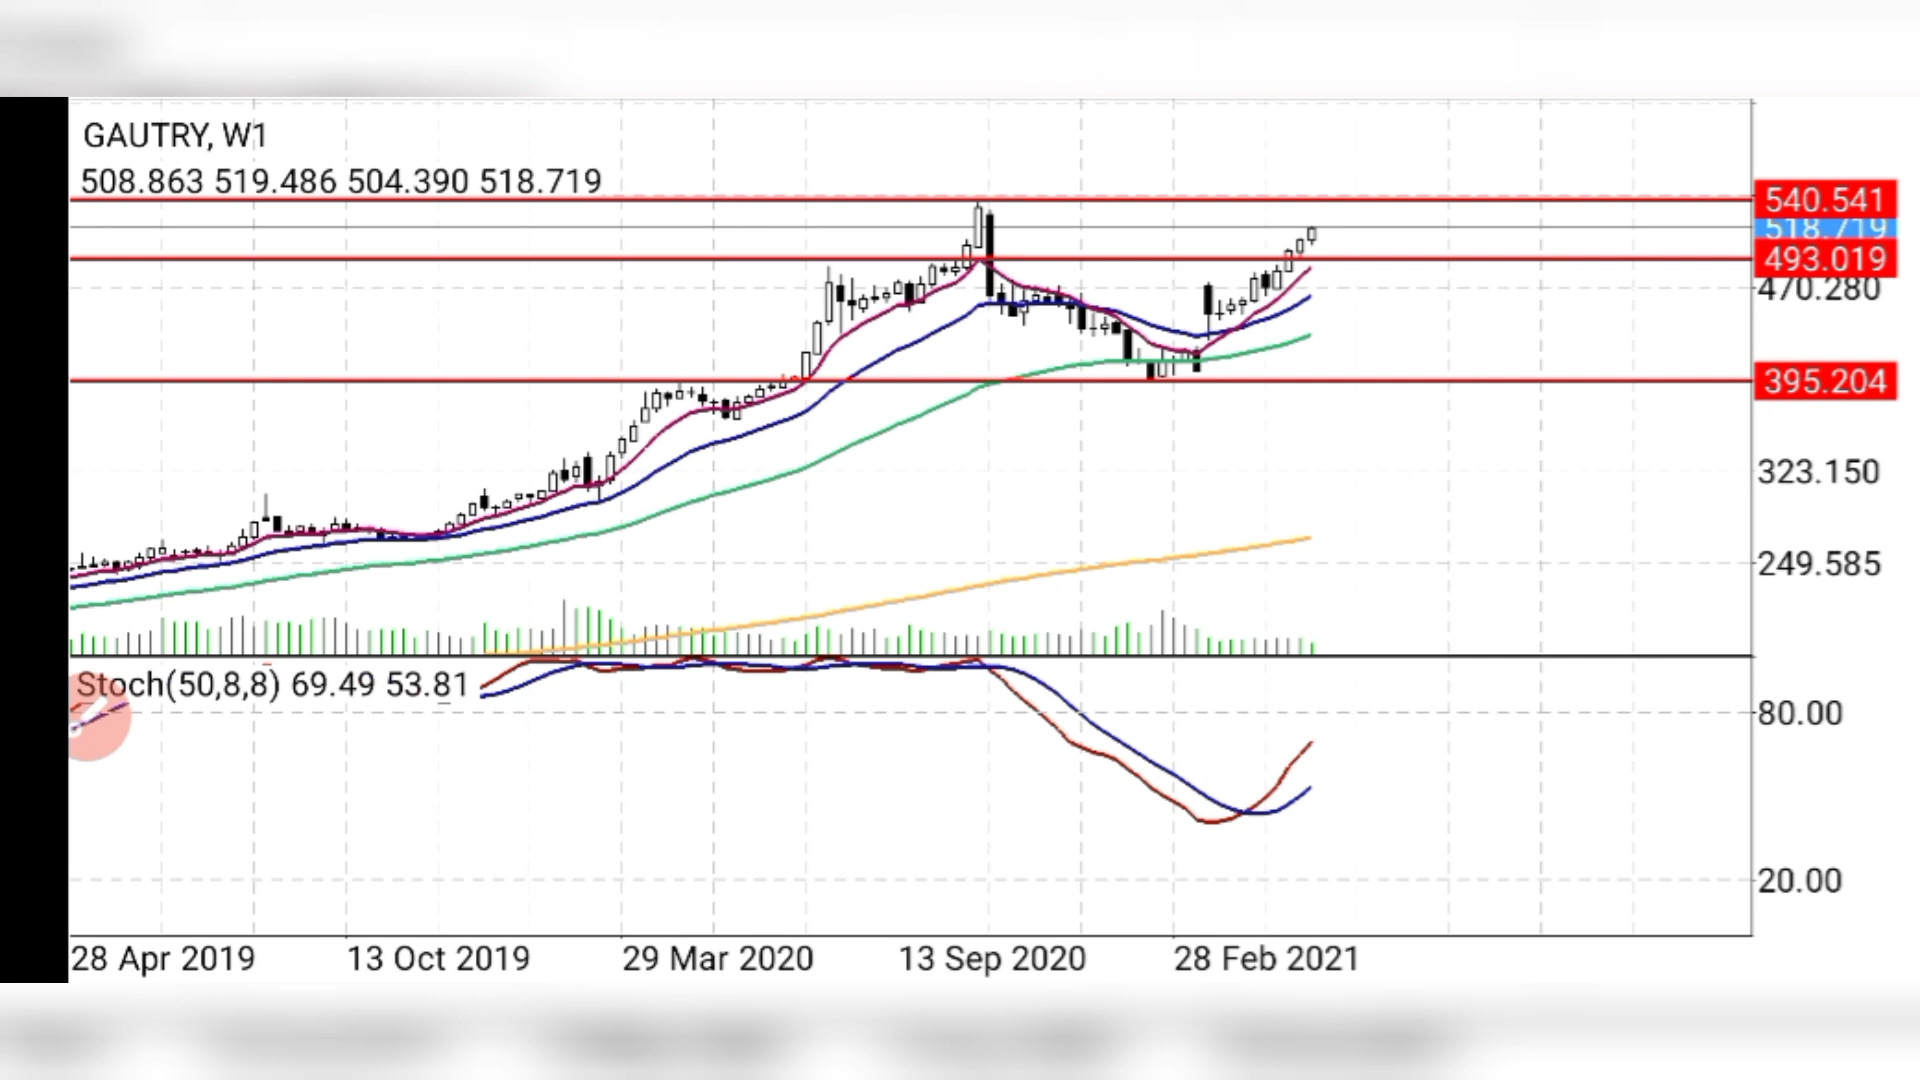 GAUTRY, W1
508.863 519.486 504.390 518.719
540.541
518.719
493.019
470.280
395.204
323.150
249.585
Stoch(50,8,8) 69.49 53.81
80.00
20.00
28 Apr 2019 13 Oct 2019 29 Mar 2020 13 Sep 2020 28 Feb 2021